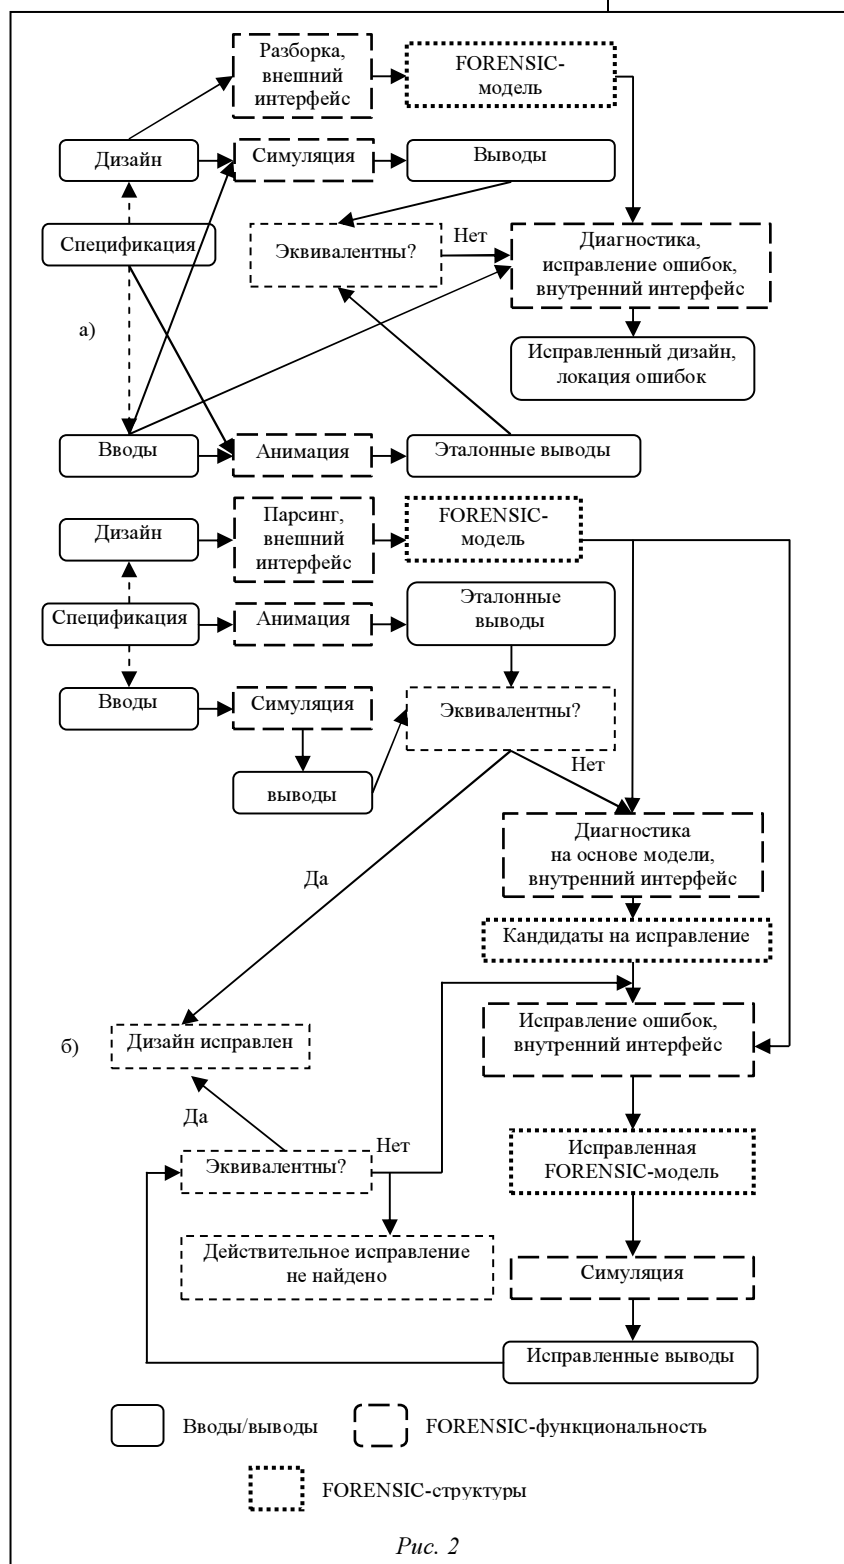 Разборка,
внешний
интерфейс
FORENSIC-
модель
Дизайн
Симуляция
Выводы
Спецификация
Эквивалентны?
Нет
Диагностика,
исправление ошибок,
внутренний интерфейс
а)
Исправленный дизайн,
локация ошибок
Вводы
Анимация
Эталонные выводы
Дизайн
Парсинг,
внешний
интерфейс
FORENSIC-
модель
Спецификация
Анимация
Эталонные
выводы
Вводы
Симуляция
Эквивалентны?
выводы
Нет
Диагностика
на основе модели,
внутренний интерфейс
Да
Кандидаты на исправление
б)
Дизайн исправлен
Исправление ошибок,
внутренний интерфейс
Да
Эквивалентны?
Нет
Исправленная
FORENSIC-модель
Действительное исправление
не найдено
Симуляция
Исправленные выводы
Вводы/выводы
FORENSIC-функциональность
FORENSIC-структуры
Рис. 2